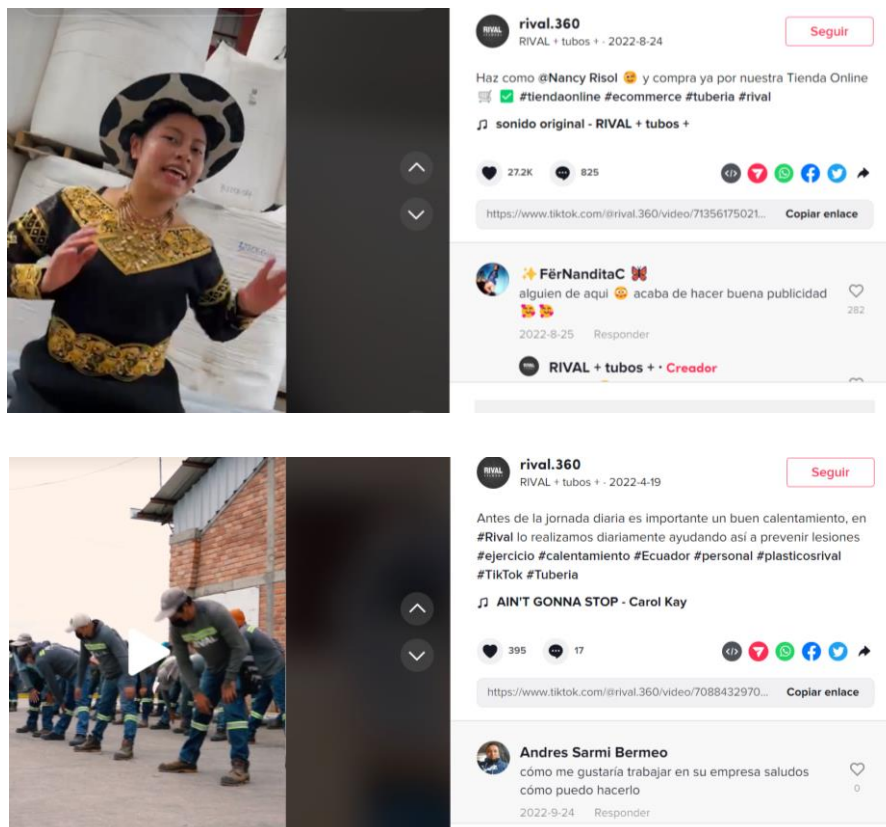 RIVAL
rival.360
RIVAL + tubos + · 2022-8-24
Seguir
Haz como @Nancy Risol 😉 y compra ya por nuestra Tienda Online
🛒 ✅ #tiendaonline #ecommerce #tuberia #rival
♫ sonido original - RIVAL + tubos +
27.2K 825
https://www.tiktok.com/@rival.360/video/71356175021... Copiar enlace
✨FërNanditaC 🦋
alguien de aqui 🤭 acaba de hacer buena publicidad
🥰🥰
282
2022-8-25 Responder
RIVAL + tubos + · Creador
RIVAL
rival.360
RIVAL + tubos + · 2022-4-19
Seguir
Antes de la jornada diaria es importante un buen calentamiento, en
#Rival lo realizamos diariamente ayudando así a prevenir lesiones
#ejercicio #calentamiento #Ecuador #personal #plasticosrival
#TikTok #Tuberia
♫ AIN'T GONNA STOP - Carol Kay
395 17
https://www.tiktok.com/@rival.360/video/7088432970... Copiar enlace
Andres Sarmi Bermeo
cómo me gustaría trabajar en su empresa saludos
cómo puedo hacerlo
0
2022-9-24 Responder